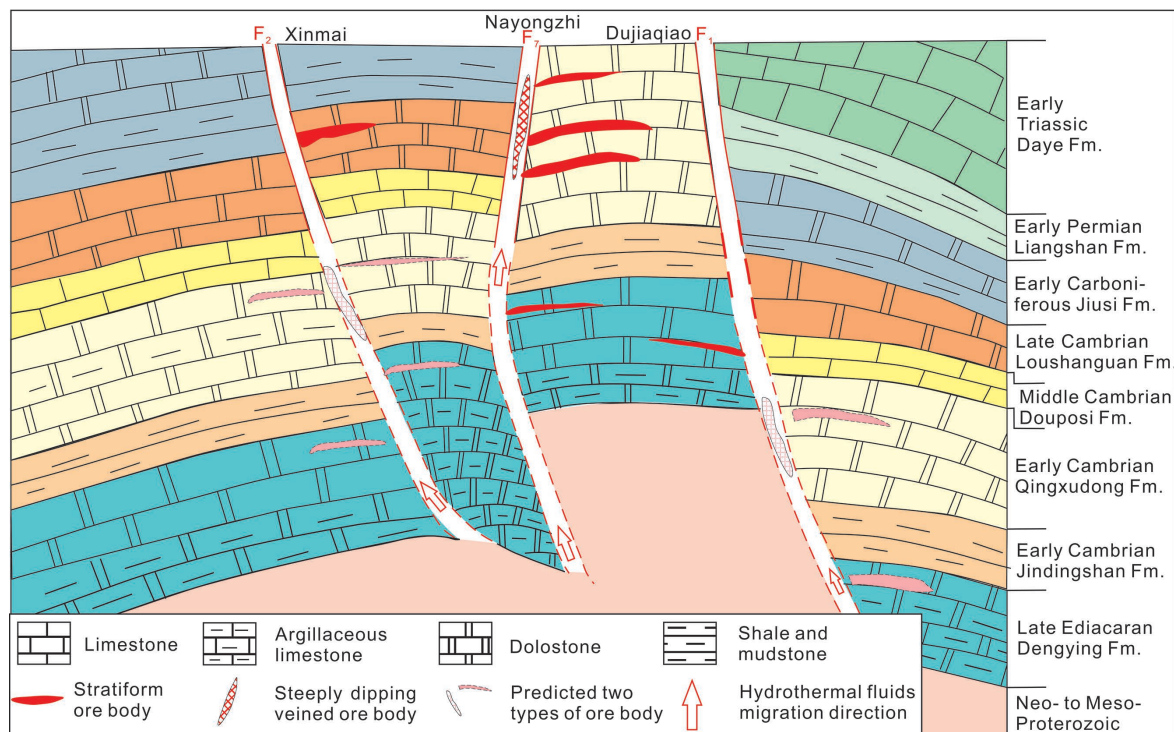 Nayongzhi
F2 Xinmai
F7
Dujiaqiao F1
Early
Triassic
Daye Fm.
Early Permian
Liangshan Fm.
Early Carboni-
ferous Jiusi Fm.
Late Cambrian
Loushanguan Fm.
Middle Cambrian
Douposi Fm.
Early Cambrian
Qingxudong Fm.
Early Cambrian
Jindingshan Fm.
Late Ediacaran
Dengying Fm.
Neo- to Meso-
Proterozoic
Limestone
Argillaceous
limestone
Dolostone
Shale and
mudstone
Stratiform
ore body
Steeply dipping
veined ore body
Predicted two
types of ore body
Hydrothermal fluids
migration direction